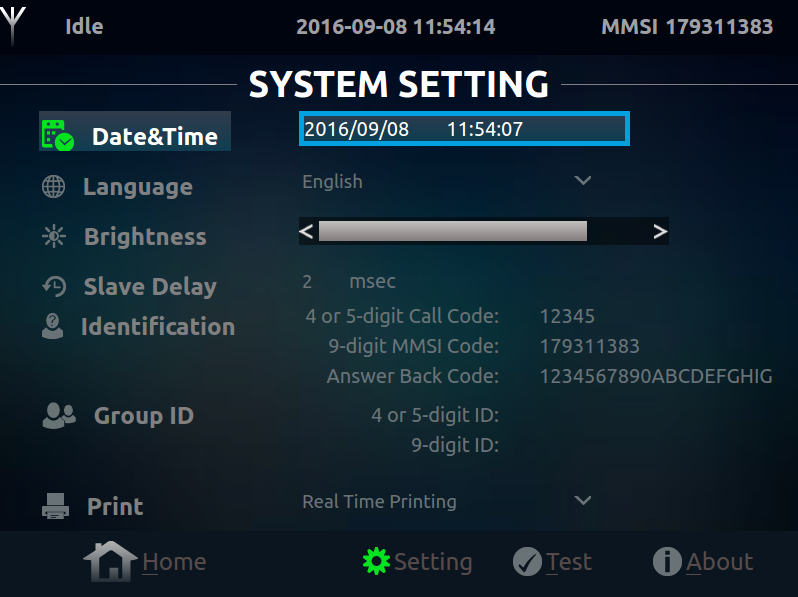 Idle 2016-09-08 11:54:14 MMSI 179311383
SYSTEM SETTING
Date&Time 2016/09/08 11:54:07
Language English
Brightness < >
Slave Delay 2 msec
Identification 4 or 5-digit Call Code: 12345
9-digit MMSI Code: 179311383
Answer Back Code: 1234567890ABCDEFGHIG
Group ID 4 or 5-digit ID:
9-digit ID:
Print Real Time Printing
Home Setting Test About